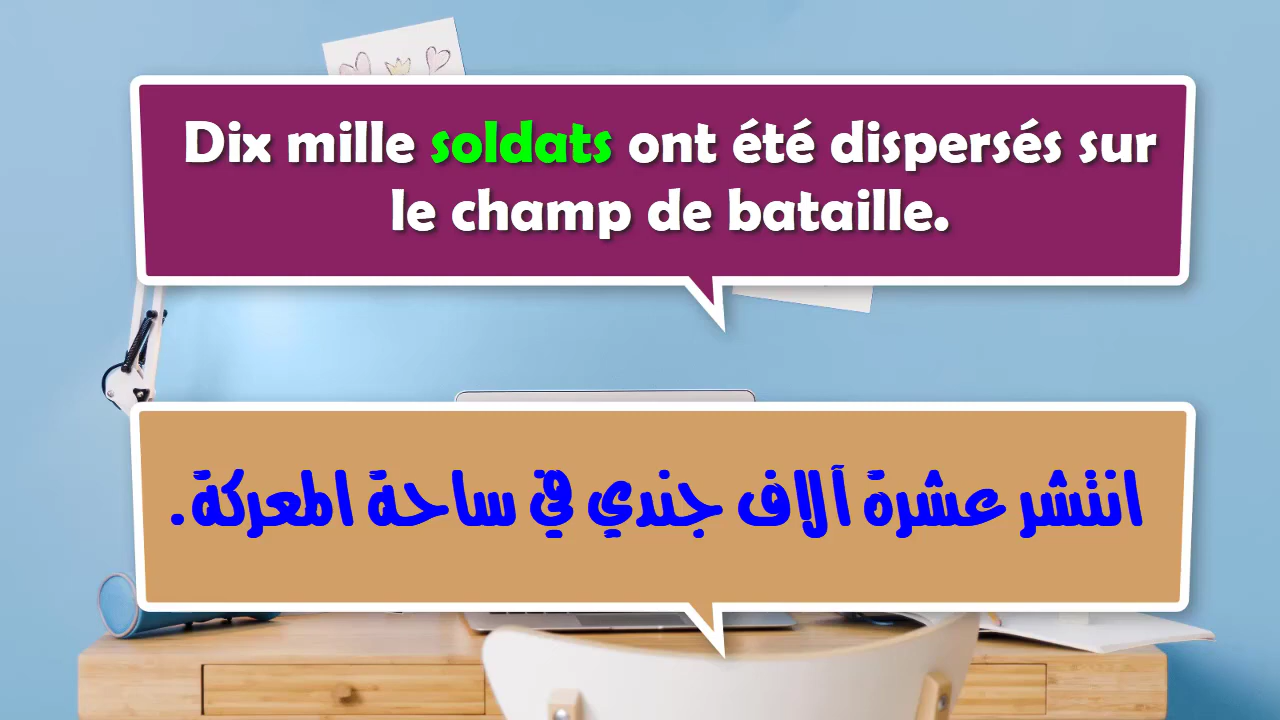 Dix mille soldats ont été dispersés sur
le champ de bataille.
انتشر عشرة آلاف جندي في ساحة المعركة.